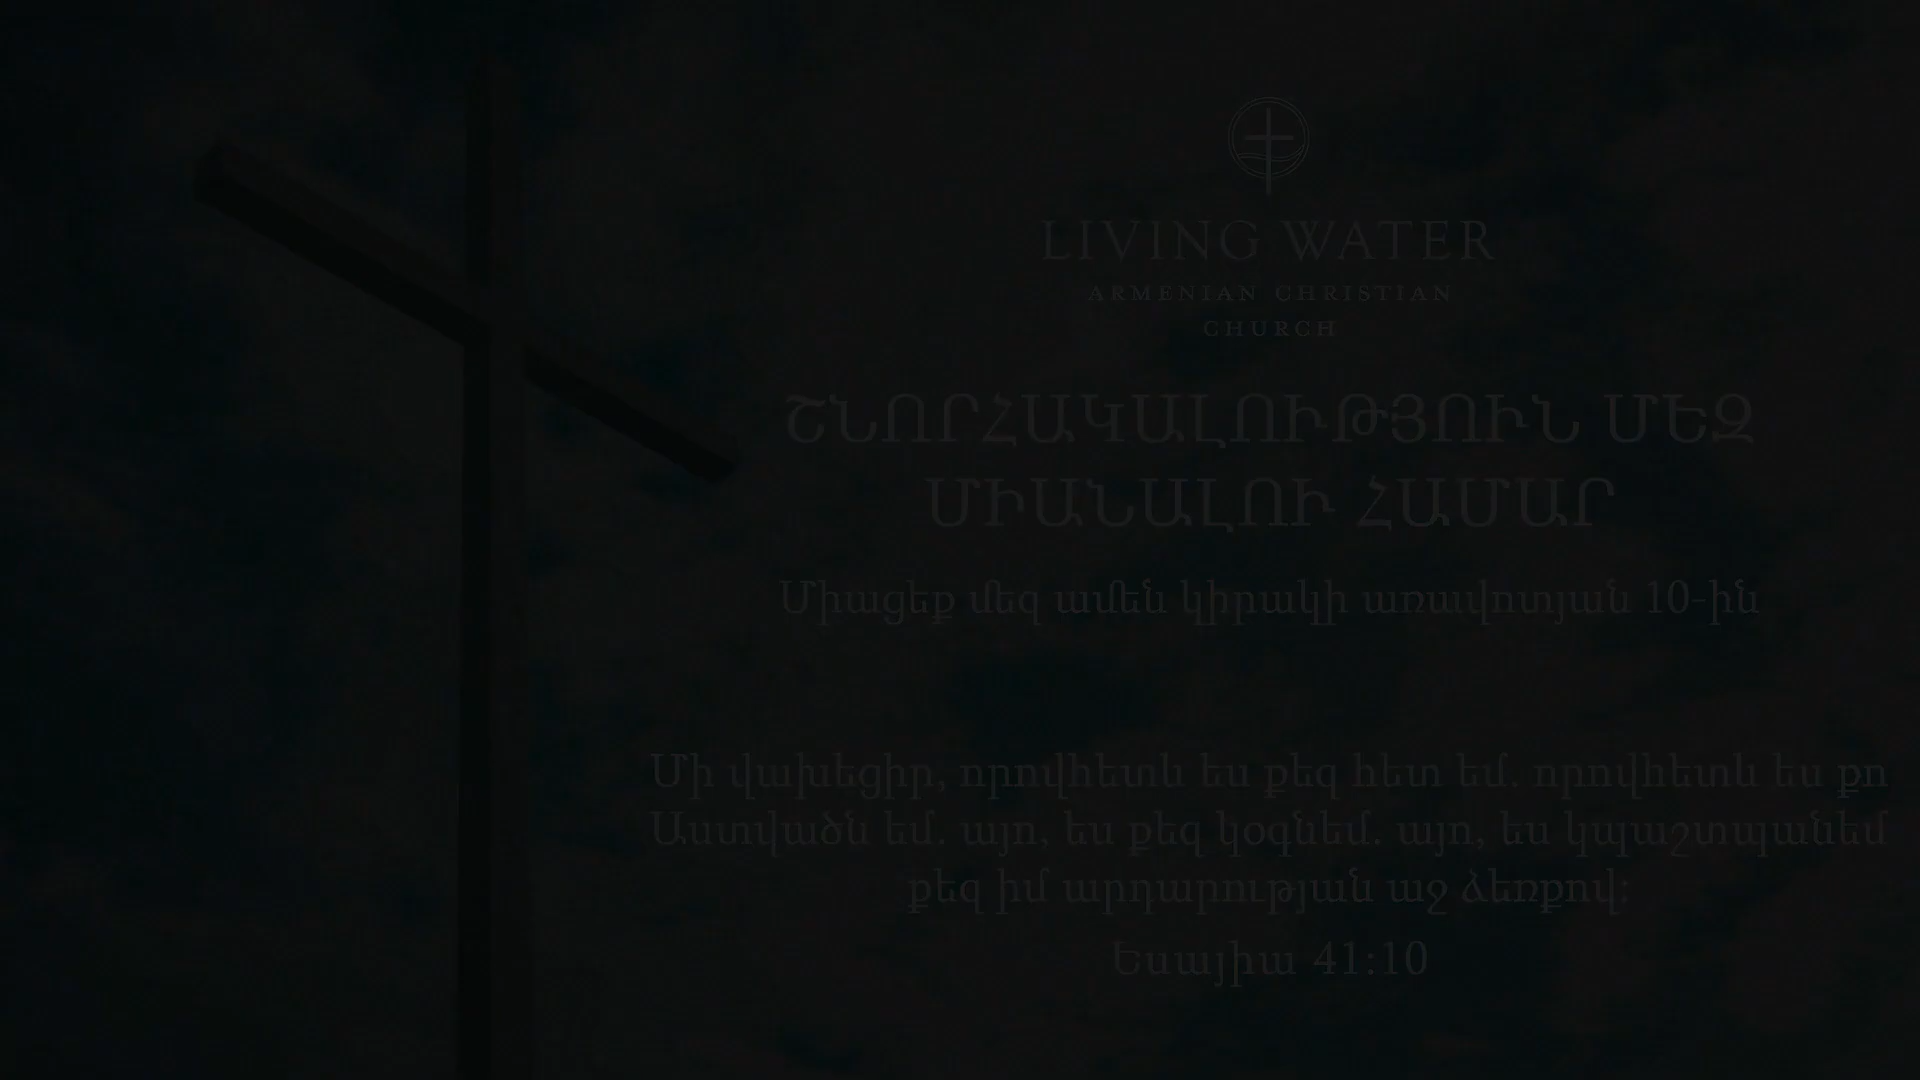 LIVING WATER
ARMENIAN CHRISTIAN
CHURCH
ՇՆՈՐՀԱԿԱԼՈՒԹՅՈՒՆ ՄԵԶ
ՄԻԱՆԱԼՈՒ ՀԱՄԱՐ
Միացեք մեզ ամեն կիրակի առավոտյան 10-ին
Մի վախեցիր, որովհետև ես քեզ հետ եմ. որովհետև ես քո
Աստվածն եմ. այո, ես քեզ կօգնեմ. այո, ես կպաշտպանեմ
քեզ իմ արդարության աջ ձեռքով:
Եսայիա 41:10